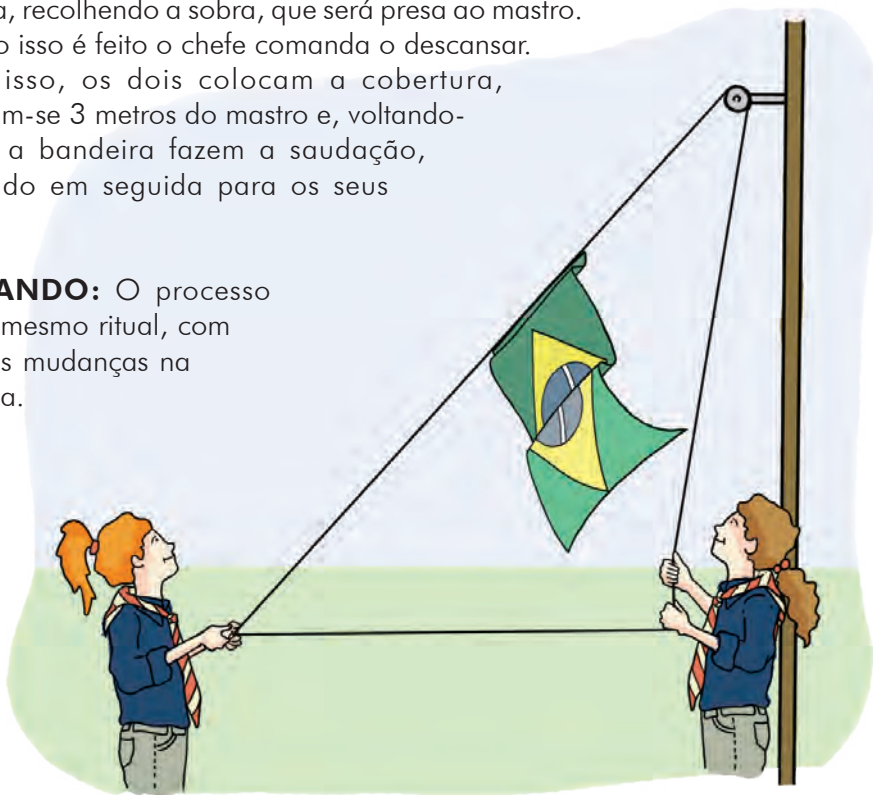 a, recolhendo a sobra, que será presa ao mastro.
o isso é feito o chefe comanda o descansar.
isso, os dois colocam a cobertura,
m-se 3 metros do mastro e, voltando-
a bandeira fazem a saudação,
do em seguida para os seus
ANDO: O processo
mesmo ritual, com
s mudanças na
a.